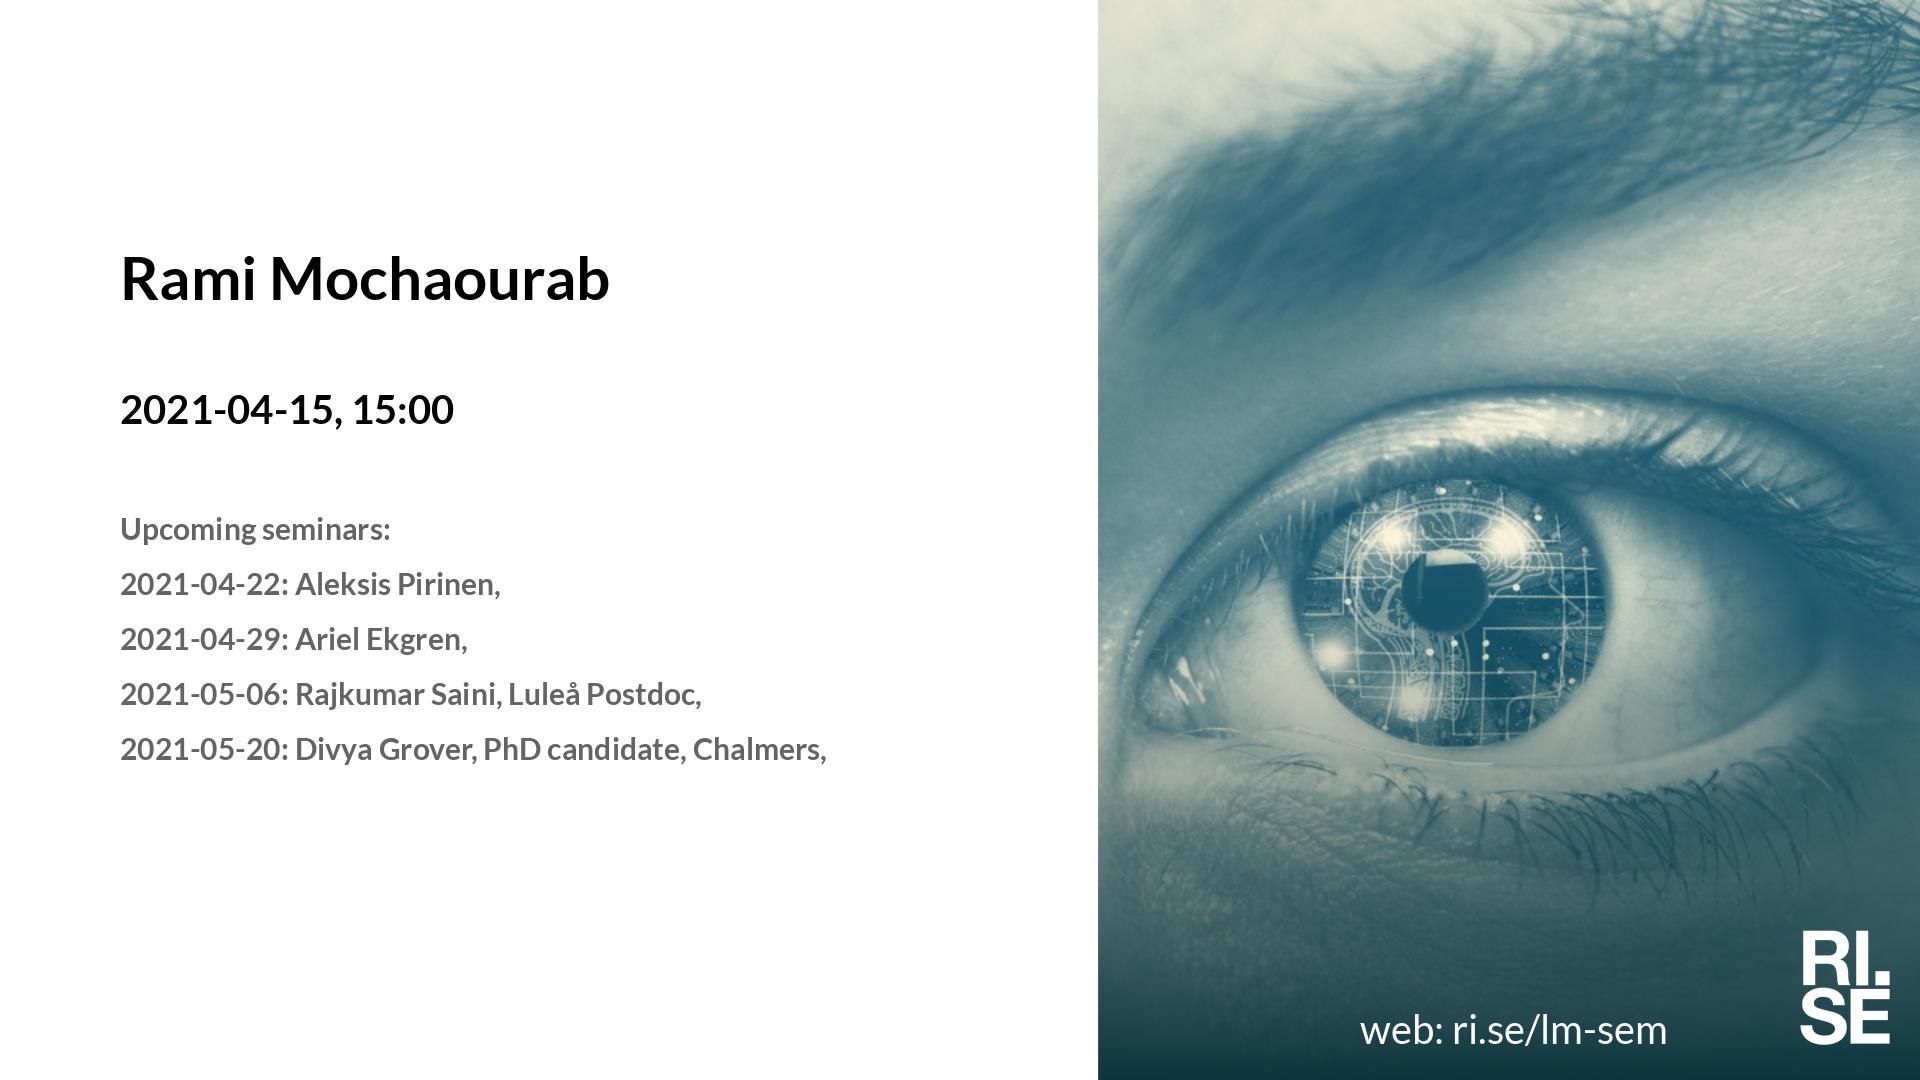 Rami Mochaourab
2021-04-15, 15:00
Upcoming seminars:
2021-04-22: Aleksis Pirinen,
2021-04-29: Ariel Ekgren,
2021-05-06: Rajkumar Saini, Luleå Postdoc,
2021-05-20: Divya Grover, PhD candidate, Chalmers,
web: ri.se/lm-sem
RI.
SE